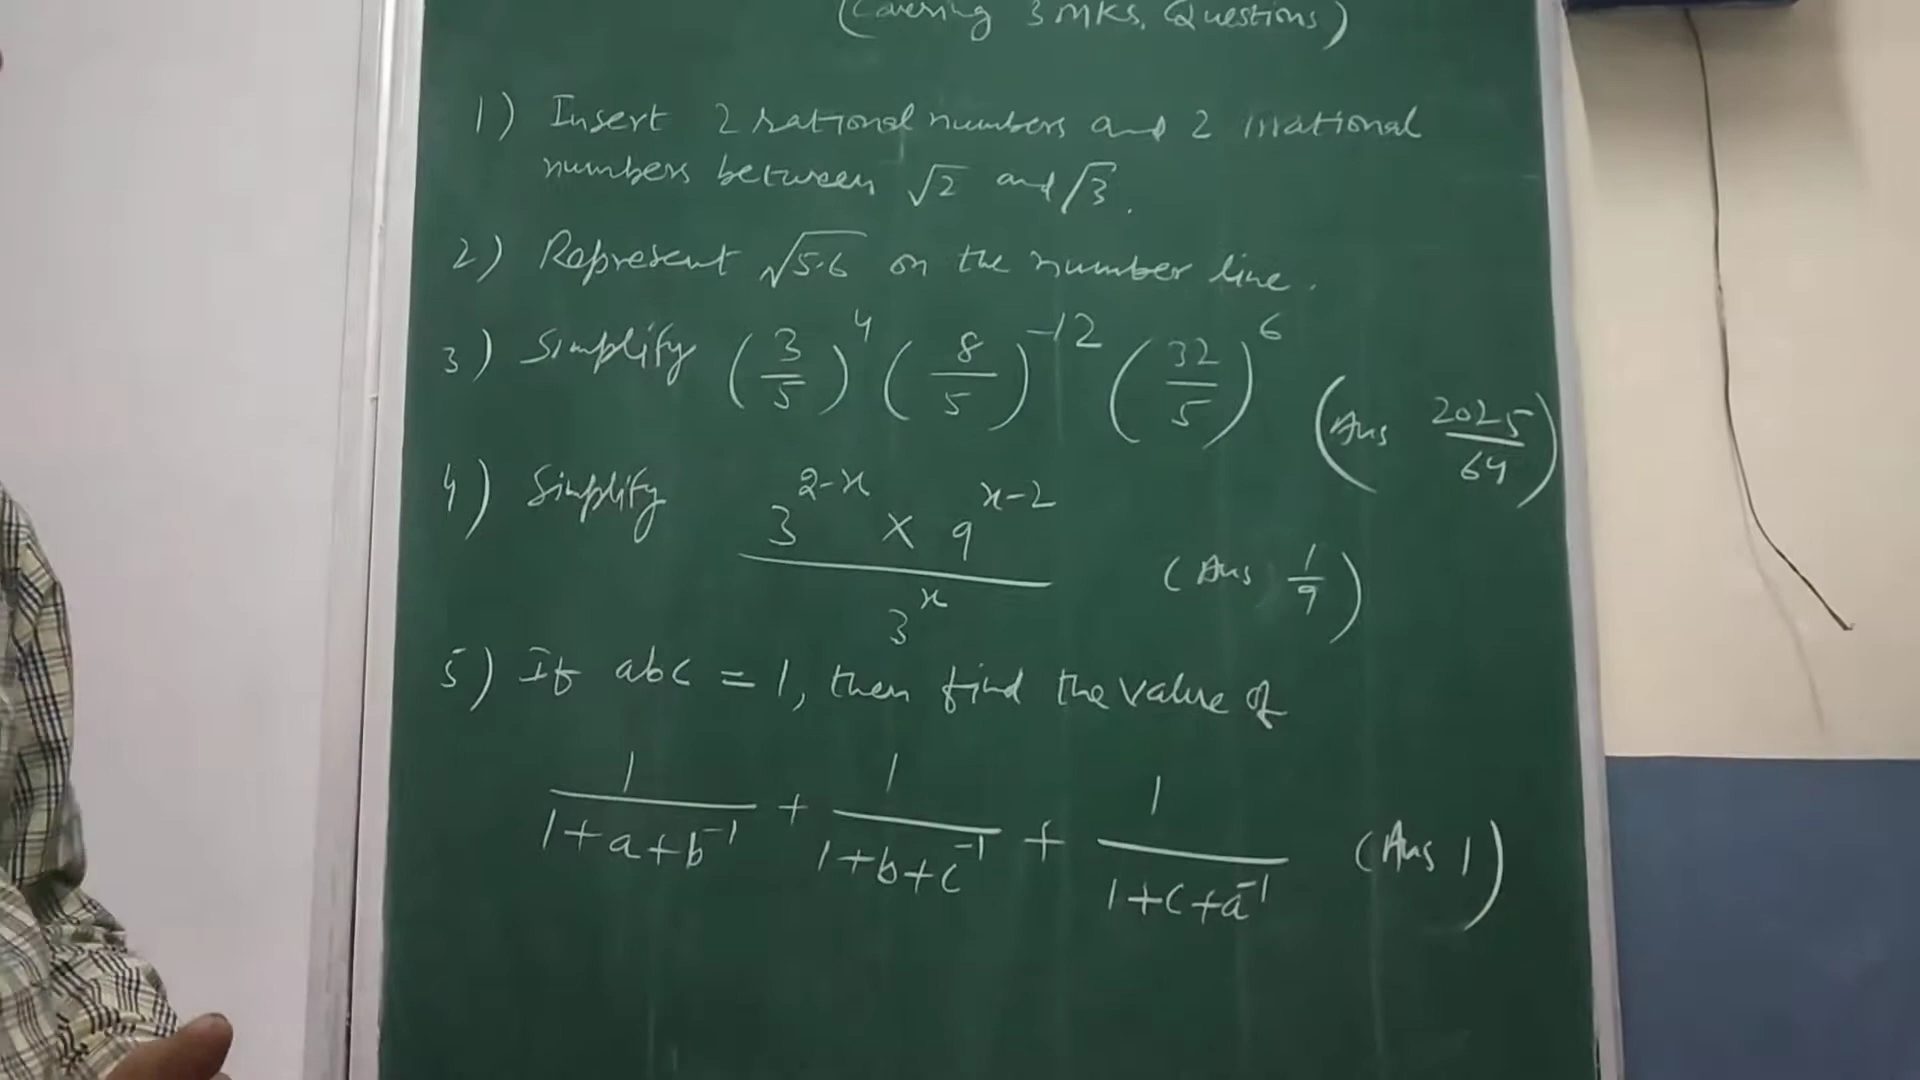 (Covering 3 MKS. Questions)
1) Insert 2 rational numbers and 2 irrational
numbers between √2 and √3.
2) Represent √5.6 on the number line.
3) Simplify (3/5)^4 (8/5)^-12 (32/5)^6 (Ans 2025/64)
4) Simplify (3^(2-x) × 9^(x-2))/3^x (Ans 1/9)
5) If abc = 1, then find the value of
1/(1+a+b^-1) + 1/(1+b+c^-1) + 1/(1+c+a^-1) (Ans 1)